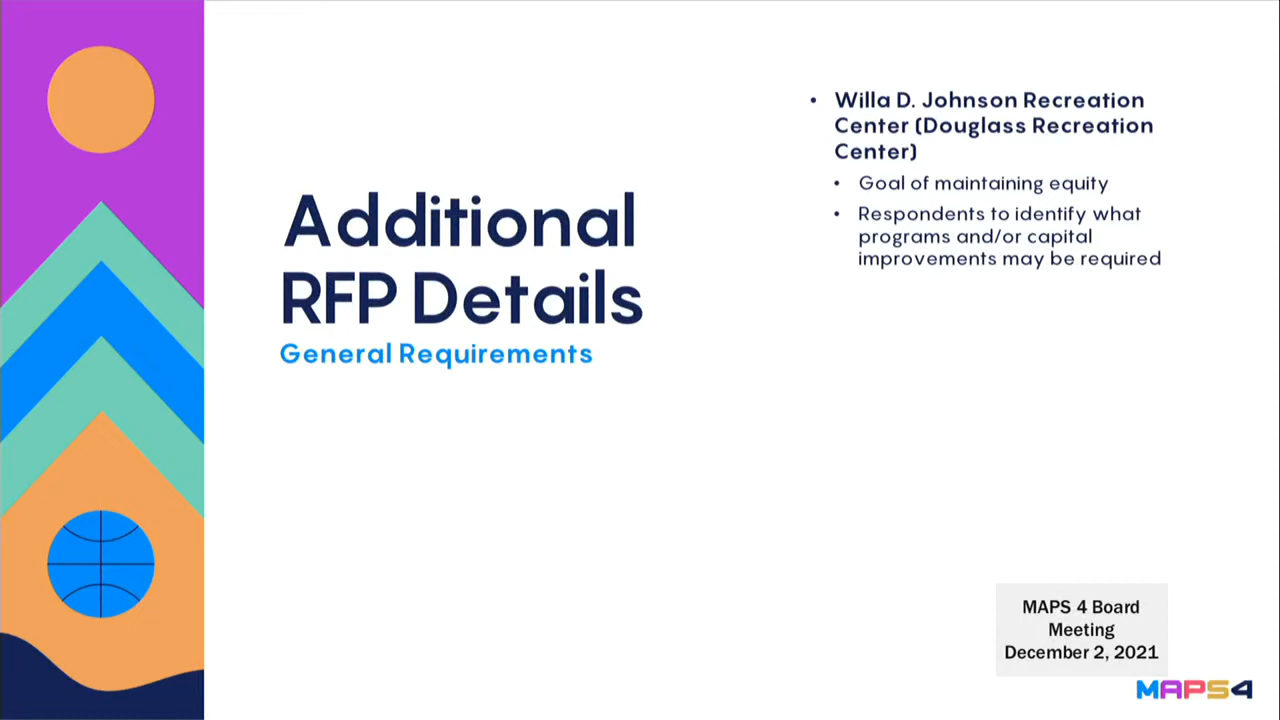 Additional
RFP Details
General Requirements
• Willa D. Johnson Recreation
Center (Douglass Recreation
Center)
• Goal of maintaining equity
• Respondents to identify what
programs and/or capital
improvements may be required
MAPS 4 Board
Meeting
December 2, 2021
MAPS4